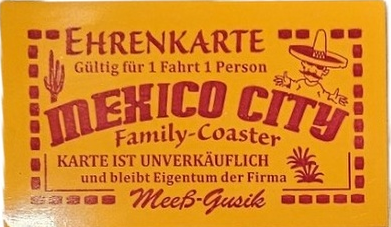 EHRENKARTE
Gültig für 1 Fahrt 1 Person
MEXICO CITY
Family-Coaster
KARTE IST UNVERKÄUFLICH
und bleibt Eigentum der Firma
Meeß-Gusik